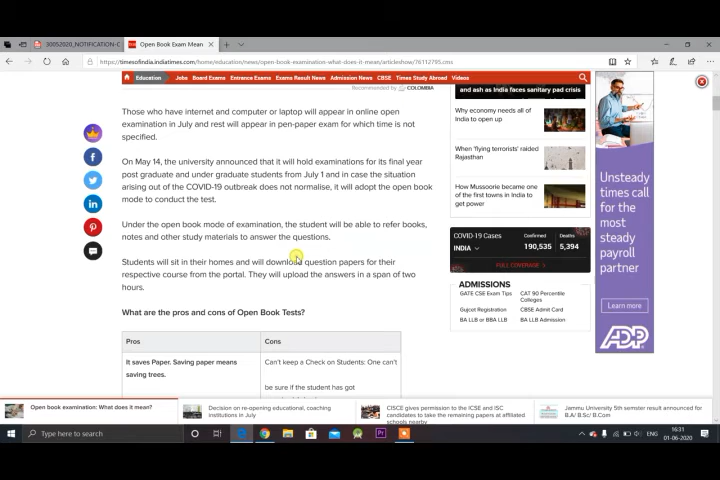 30052020_NOTIFICATION-C
Open Book Exam Mean
https://timesofindia.indiatimes.com/home/education/news/open-book-examination-what-does-it-mean/articleshow/76112795.cms
Education Jobs Board Exams Entrance Exams Exams Result News Admission News CBSE Times Study Abroad Videos
Recommended by COLOMBIA
Those who have internet and computer or laptop will appear in online open
examination in July and rest will appear in pen-paper exam for which time is not
specified.
On May 14, the university announced that it will hold examinations for its final year
post graduate and under graduate students from July 1 and in case the situation
arising out of the COVID-19 outbreak does not normalise, it will adopt the open book
mode to conduct the test.
Under the open book mode of examination, the student will be able to refer books,
notes and other study materials to answer the questions.
Students will sit in their homes and will download question papers for their
respective course from the portal. They will upload the answers in a span of two
hours.
What are the pros and cons of Open Book Tests?
Pros Cons
It saves Paper. Saving paper means
saving trees.
Can't keep a Check on Students: One can't
be sure if the student has got
and ash as India faces sanitary pad crisis
Why economy needs all of
India to open up
When 'flying terrorists' raided
Rajasthan
How Mussoorie became one
of the first towns in India to
get power
COVID-19 Cases Confirmed Deaths
INDIA 190,535 5,394
FULL COVERAGE
ADMISSIONS
GATE CSE Exam Tips CAT 90 Percentile
Colleges
Gujcet Registration CBSE Admit Card
BA LLB or BBA LLB BA LLB Admission
Unsteady
times call
for the
most
steady
payroll
partner
Learn more
ADP
Open book examination: What does it mean?
Decision on re-opening educational, coaching
institutions in July
CISCE gives permission to the ICSE and ISC
candidates to take the remaining papers at affiliated
schools nearby
Jammu University 5th semster result announced for
B.A/ B.Sc/ B.Com
Type here to search
Pr
ENG
16:31
01-06-2020